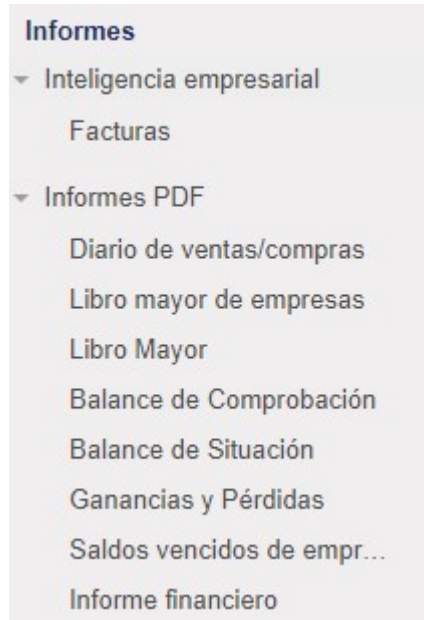 Informes
Inteligencia empresarial
Facturas
Informes PDF
Diario de ventas/compras
Libro mayor de empresas
Libro Mayor
Balance de Comprobación
Balance de Situación
Ganancias y Pérdidas
Saldos vencidos de empr...
Informe financiero